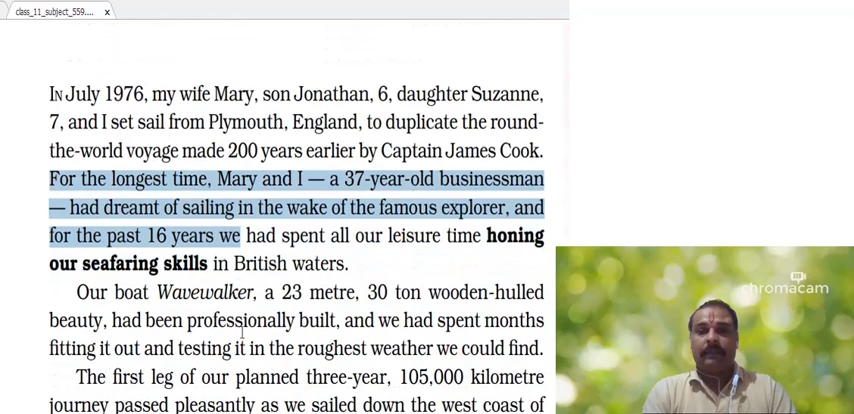 class_11_subject_559.... x
IN July 1976, my wife Mary, son Jonathan, 6, daughter Suzanne,
7, and I set sail from Plymouth, England, to duplicate the round-
the-world voyage made 200 years earlier by Captain James Cook.
For the longest time, Mary and I — a 37-year-old businessman
— had dreamt of sailing in the wake of the famous explorer, and
for the past 16 years we had spent all our leisure time honing
our seafaring skills in British waters.
Our boat Wavewalker, a 23 metre, 30 ton wooden-hulled
beauty, had been professionally built, and we had spent months
fitting it out and testing it in the roughest weather we could find.
The first leg of our planned three-year, 105,000 kilometre
journey passed pleasantly as we sailed down the west coast of
chromacam